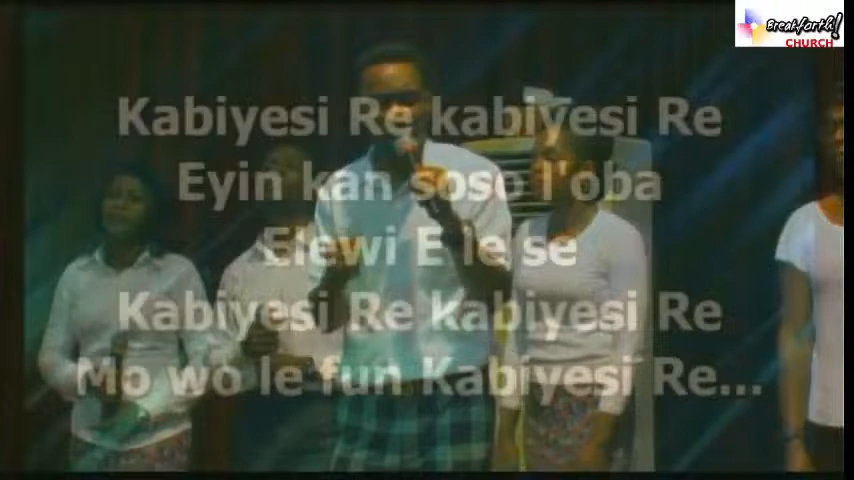 Breakforth!
CHURCH
Kabiyesi Re kabiyesi Re
Eyin kan soso l'oba
Elewi E le se
Kabiyesi Re kabiyesi Re
Mo wo le fun Kabiyesi Re...